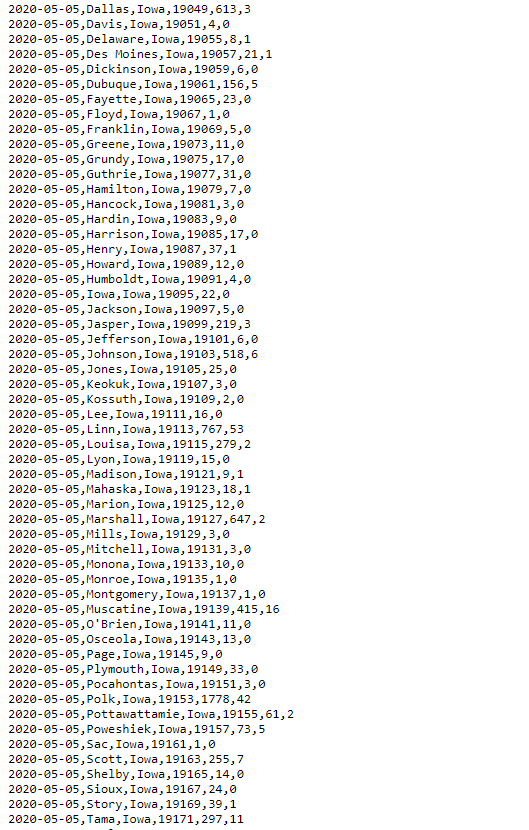 2020-05-05,Dallas,Iowa,19049,613,3
2020-05-05,Davis,Iowa,19051,4,0
2020-05-05,Delaware,Iowa,19055,8,1
2020-05-05,Des Moines,Iowa,19057,21,1
2020-05-05,Dickinson,Iowa,19059,6,0
2020-05-05,Dubuque,Iowa,19061,156,5
2020-05-05,Fayette,Iowa,19065,23,0
2020-05-05,Floyd,Iowa,19067,1,0
2020-05-05,Franklin,Iowa,19069,5,0
2020-05-05,Greene,Iowa,19073,11,0
2020-05-05,Grundy,Iowa,19075,17,0
2020-05-05,Guthrie,Iowa,19077,31,0
2020-05-05,Hamilton,Iowa,19079,7,0
2020-05-05,Hancock,Iowa,19081,3,0
2020-05-05,Hardin,Iowa,19083,9,0
2020-05-05,Harrison,Iowa,19085,17,0
2020-05-05,Henry,Iowa,19087,37,1
2020-05-05,Howard,Iowa,19089,12,0
2020-05-05,Humboldt,Iowa,19091,4,0
2020-05-05,Iowa,Iowa,19095,22,0
2020-05-05,Jackson,Iowa,19097,5,0
2020-05-05,Jasper,Iowa,19099,219,3
2020-05-05,Jefferson,Iowa,19101,6,0
2020-05-05,Johnson,Iowa,19103,518,6
2020-05-05,Jones,Iowa,19105,25,0
2020-05-05,Keokuk,Iowa,19107,3,0
2020-05-05,Kossuth,Iowa,19109,2,0
2020-05-05,Lee,Iowa,19111,16,0
2020-05-05,Linn,Iowa,19113,767,53
2020-05-05,Louisa,Iowa,19115,279,2
2020-05-05,Lyon,Iowa,19119,15,0
2020-05-05,Madison,Iowa,19121,9,1
2020-05-05,Mahaska,Iowa,19123,18,1
2020-05-05,Marion,Iowa,19125,12,0
2020-05-05,Marshall,Iowa,19127,647,2
2020-05-05,Mills,Iowa,19129,3,0
2020-05-05,Mitchell,Iowa,19131,3,0
2020-05-05,Monona,Iowa,19133,10,0
2020-05-05,Monroe,Iowa,19135,1,0
2020-05-05,Montgomery,Iowa,19137,1,0
2020-05-05,Muscatine,Iowa,19139,415,16
2020-05-05,O'Brien,Iowa,19141,11,0
2020-05-05,Osceola,Iowa,19143,13,0
2020-05-05,Page,Iowa,19145,9,0
2020-05-05,Plymouth,Iowa,19149,33,0
2020-05-05,Pocahontas,Iowa,19151,3,0
2020-05-05,Polk,Iowa,19153,1778,42
2020-05-05,Pottawattamie,Iowa,19155,61,2
2020-05-05,Poweshiek,Iowa,19157,73,5
2020-05-05,Sac,Iowa,19161,1,0
2020-05-05,Scott,Iowa,19163,255,7
2020-05-05,Shelby,Iowa,19165,14,0
2020-05-05,Sioux,Iowa,19167,24,0
2020-05-05,Story,Iowa,19169,39,1
2020-05-05,Tama,Iowa,19171,297,11